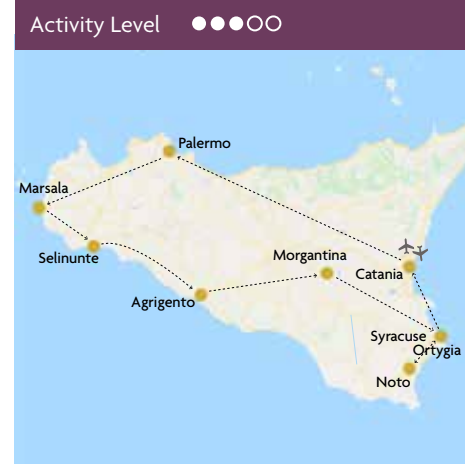 Activity Level
Palermo
Marsala
Selinunte
Morgantina
Catania
Agrigento
Syracuse
Ortygia
Noto